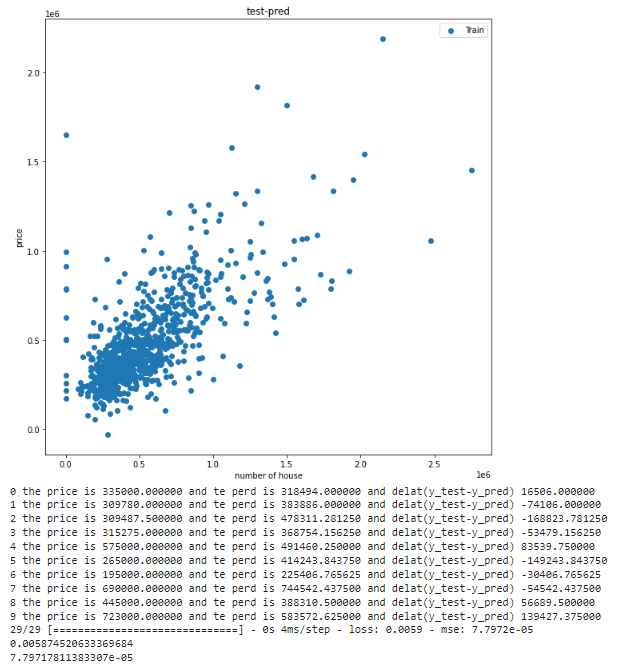 test-pred
1e6
Train
2.0
1.5
1.0
0.5
0.0
price
0.0
0.5
1.0
1.5
2.0
2.5
number of house
1e6
0 the price is 335000.000000 and te perd is 318494.000000 and delat(y_test-y_pred) 16506.000000
1 the price is 309780.000000 and te perd is 383886.000000 and delat(y_test-y_pred) -74106.000000
2 the price is 309487.500000 and te perd is 478311.281250 and delat(y_test-y_pred) -168823.781250
3 the price is 315275.000000 and te perd is 368754.156250 and delat(y_test-y_pred) -53479.156250
4 the price is 575000.000000 and te perd is 491460.250000 and delat(y_test-y_pred) 83539.750000
5 the price is 265000.000000 and te perd is 414243.843750 and delat(y_test-y_pred) -149243.843750
6 the price is 195000.000000 and te perd is 225406.765625 and delat(y_test-y_pred) -30406.765625
7 the price is 690000.000000 and te perd is 744542.437500 and delat(y_test-y_pred) -54542.437500
8 the price is 445000.000000 and te perd is 388310.500000 and delat(y_test-y_pred) 56689.500000
9 the price is 723000.000000 and te perd is 583572.625000 and delat(y_test-y_pred) 139427.375000
29/29 [==============================] - 0s 4ms/step - loss: 0.0059 - mse: 7.7972e-05
0.005874520633369684
7.79717811383307e-05